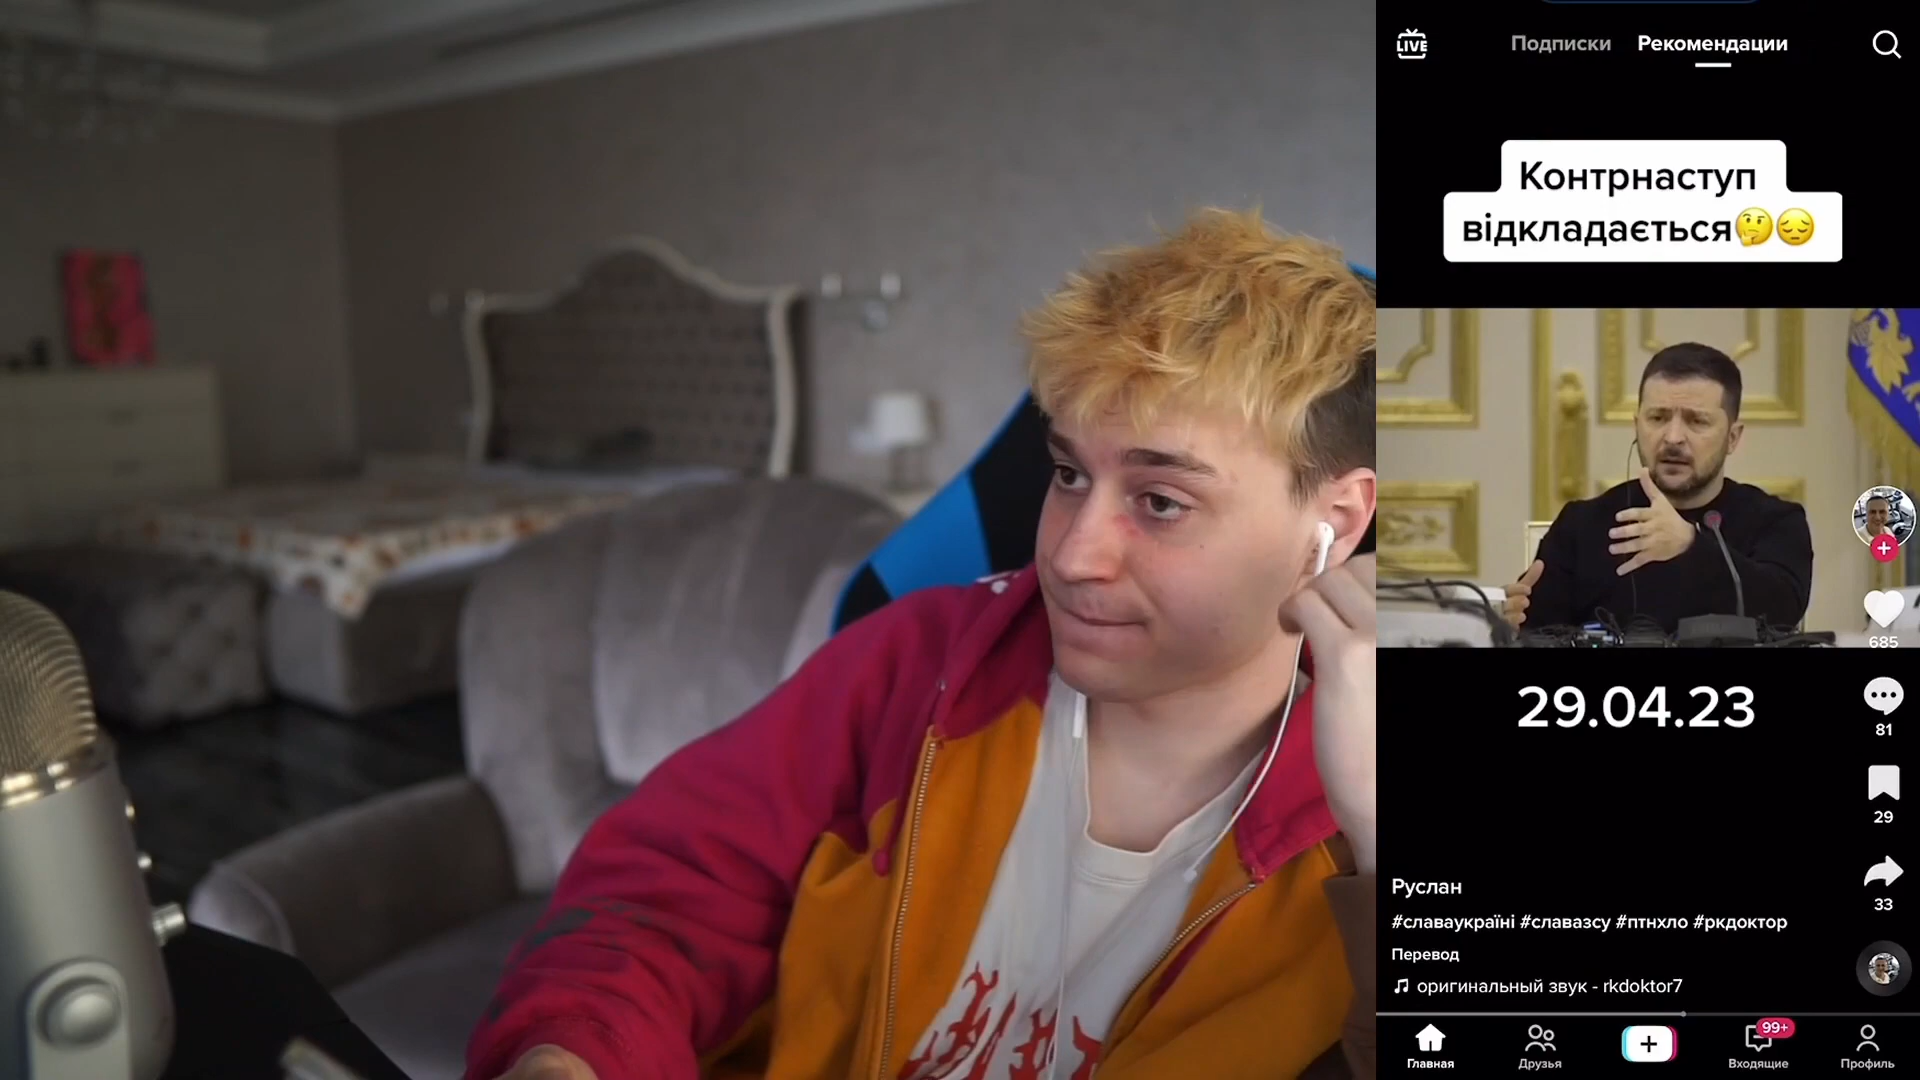 LIVE
Подписки Рекомендации
Контрнаступ
відкладається🤔😔
685
29.04.23
81
29
33
Руслан
#славаукраїні #славазсу #птнхло #ркдоктор
Перевод
оригинальный звук - rkdoktor7
99+
Главная Друзья Входящие Профиль